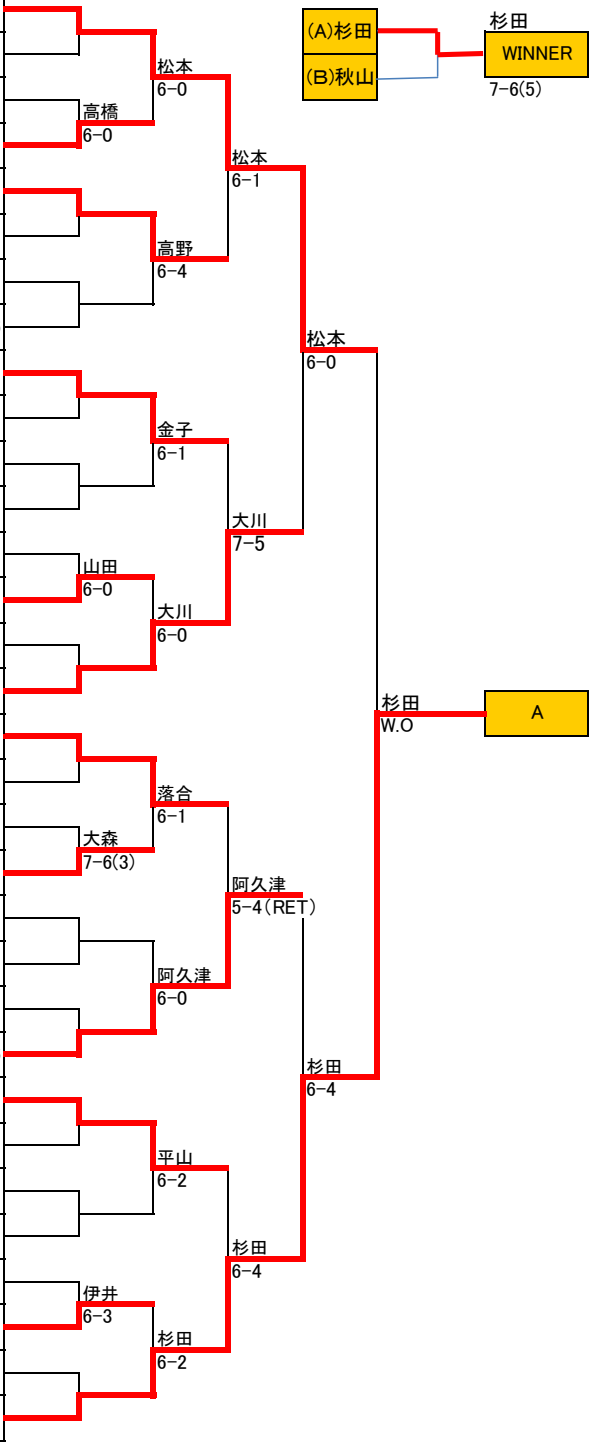 (A)杉田
(B)秋山
杉田
WINNER
7-6(5)
松本
6-0
高橋
6-0
松本
6-1
高野
6-4
松本
6-0
金子
6-1
大川
7-5
山田
6-0
大川
6-0
杉田
W.O
A
落合
6-1
大森
7-6(3)
阿久津
5-4(RET)
阿久津
6-0
杉田
6-4
平山
6-2
杉田
6-4
伊井
6-3
杉田
6-2